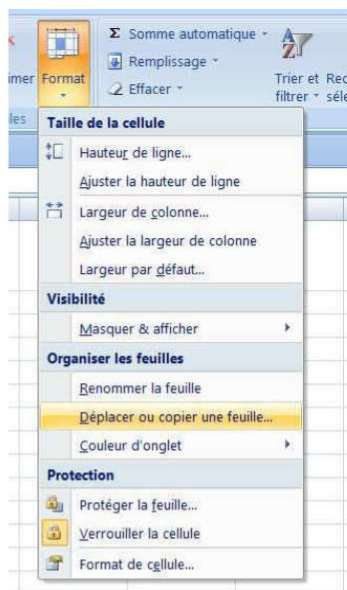 Σ Somme automatique
Remplissage
Effacer
imer Format
Trier et Rec
filtrer séle
les
Taille de la cellule
Hauteur de ligne...
Ajuster la hauteur de ligne
Largeur de colonne...
Ajuster la largeur de colonne
Largeur par défaut...
Visibilité
Masquer & afficher
Organiser les feuilles
Renommer la feuille
Déplacer ou copier une feuille...
Couleur d'onglet
Protection
Protéger la feuille...
Verrouiller la cellule
Format de cellule...